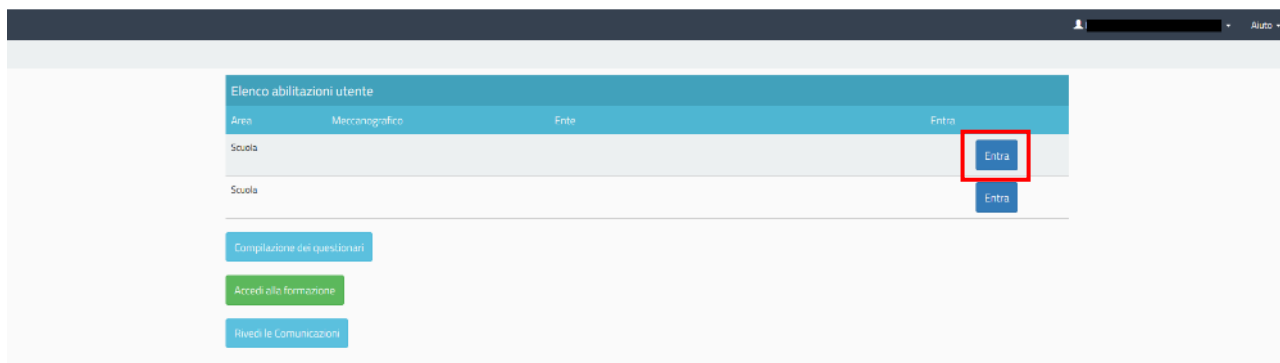 Aiuto
Elenco abilitazioni utente
Area Meccanografico Ente Entra
Scuola Entra
Scuola Entra
Compilazione dei questionari
Accedi alla formazione
Rivedi le Comunicazioni